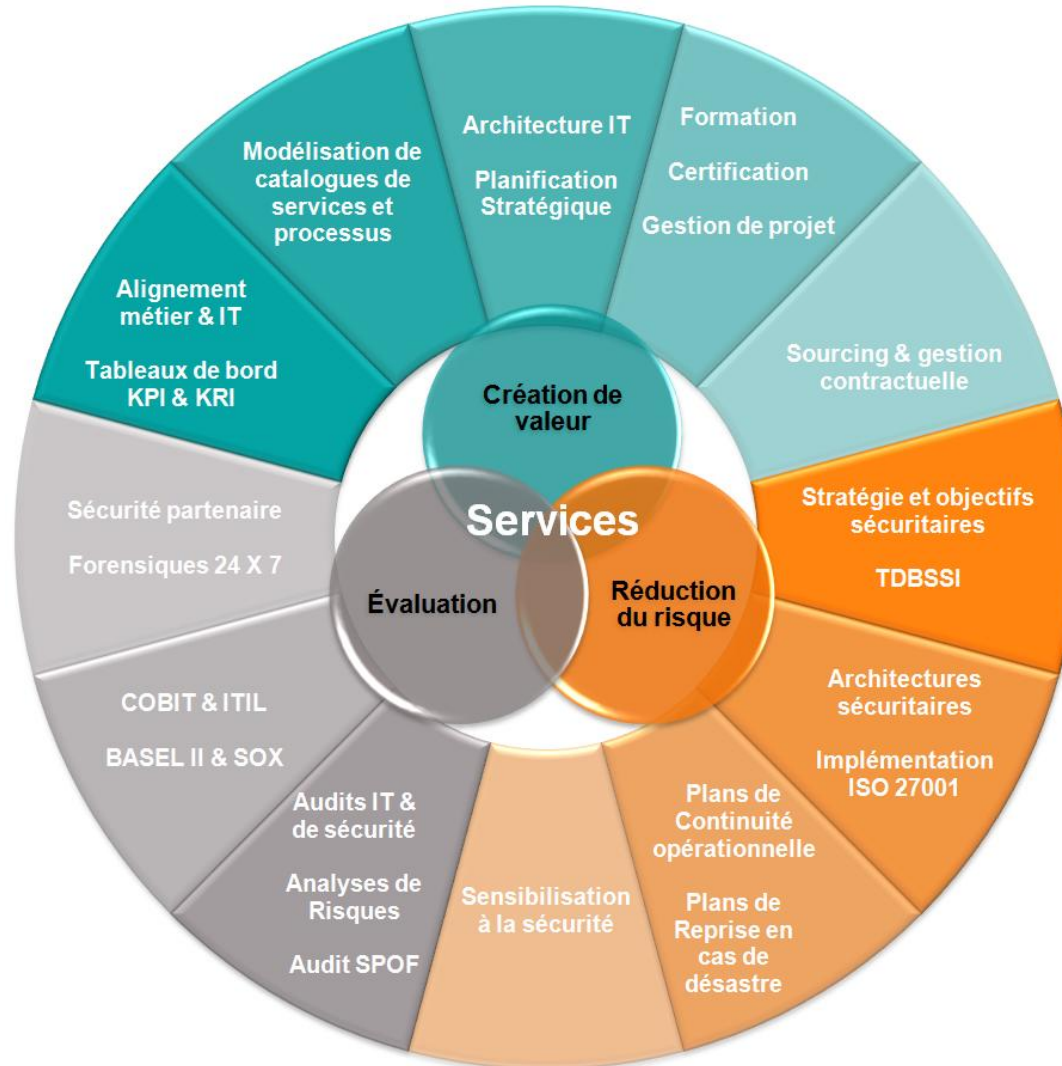 Architecture IT
Planification
Stratégique
Formation
Certification
Gestion de projet
Sourcing & gestion
contractuelle
Stratégie et objectifs
sécuritaires
TDBSSI
Architectures
sécuritaires
Implémentation
ISO 27001
Plans de
Continuité
opérationnelle
Plans de
Reprise en
cas de
désastre
Sensibilisation
à la sécurité
Audits IT &
de sécurité
Analyses de
Risques
Audit SPOF
COBIT & ITIL
BASEL II & SOX
Sécurité partenaire
Forensiques 24 X 7
Alignement
métier & IT
Tableaux de bord
KPI & KRI
Modélisation de
catalogues de
services et
processus
Création de
valeur
Services
Évaluation
Réduction
du risque